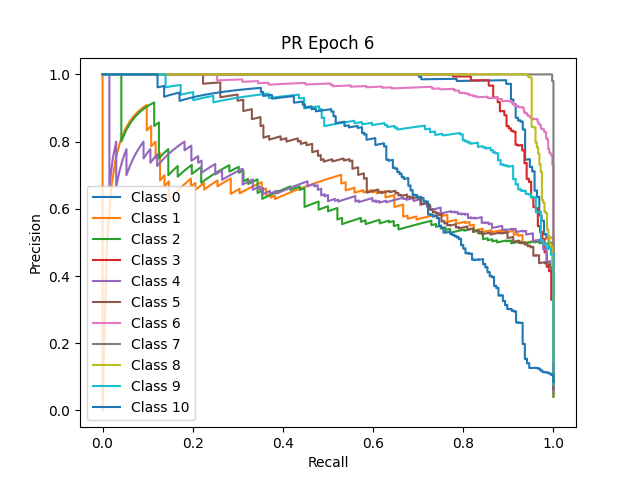 PR Epoch 6
Precision
1.0
0.8
0.6
0.4
0.2
0.0
Class 0
Class 1
Class 2
Class 3
Class 4
Class 5
Class 6
Class 7
Class 8
Class 9
Class 10
0.0 0.2 0.4 0.6 0.8 1.0
Recall